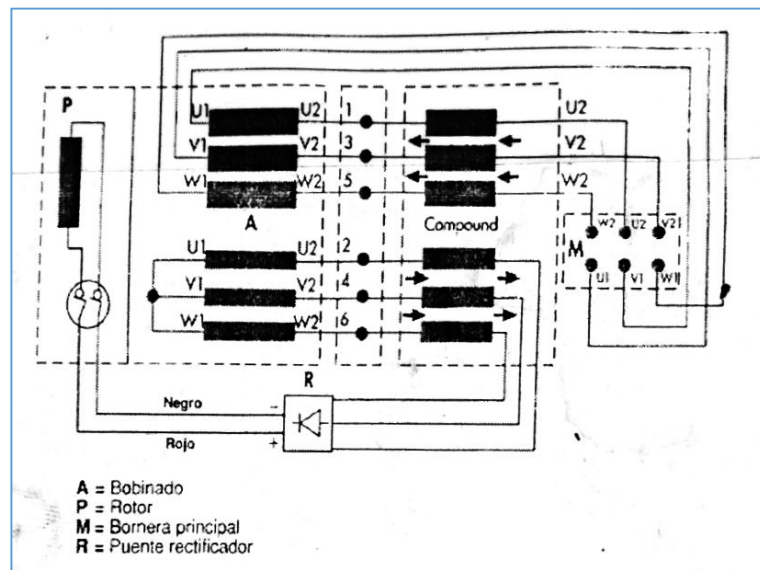 P
U1 U2 1 U2
V1 V2 3 V2
W1 W2 5 W2
A Compound
W2 U2 V2
M
U1 V1 W1
U1 U2 2
V1 V2 4
W1 W2 6
R
Negro -
Rojo +
A = Bobinado
P = Rotor
M = Bornera principal
R = Puente rectificador